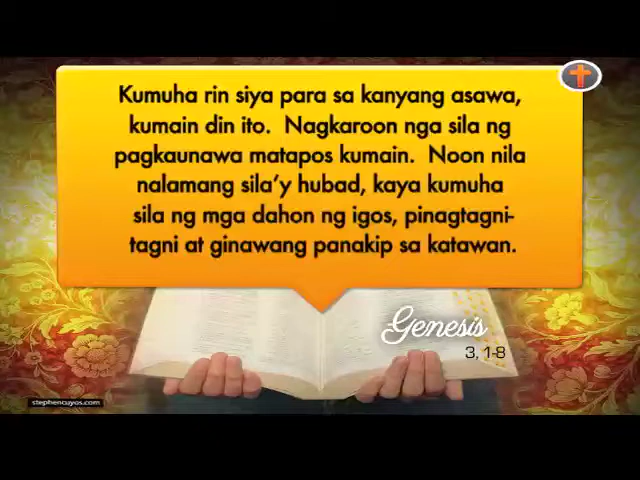 Kumuha rin siya para sa kanyang asawa,
kumain din ito. Nagkaroon nga sila ng
pagkaunawa matapos kumain. Noon nila
nalamang sila'y hubad, kaya kumuha
sila ng mga dahon ng igos, pinagtagni-
tagni at ginawang panakip sa katawan.
Genesis
3, 1-8
stephencuyos.com